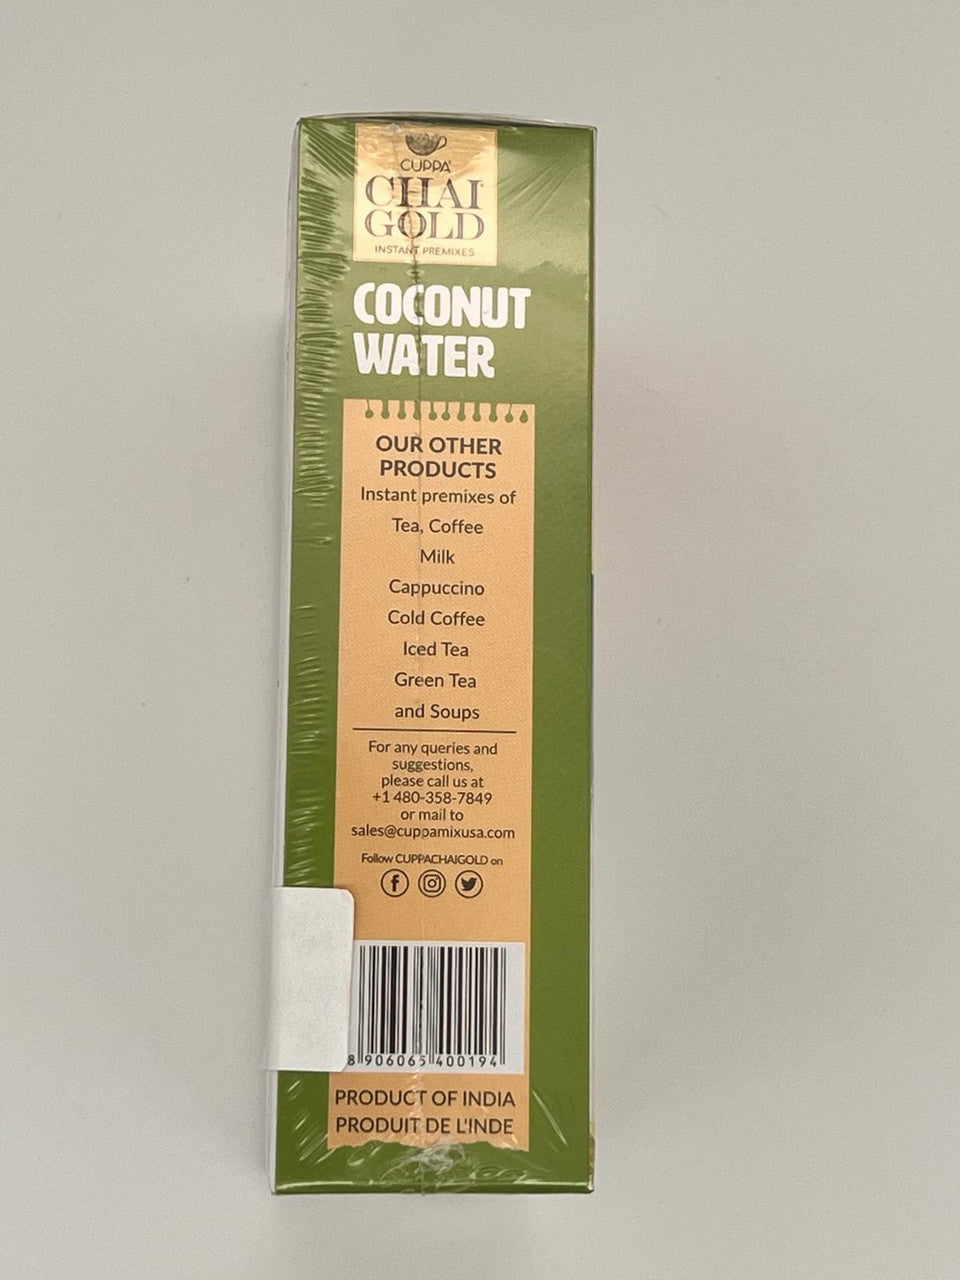 CUPPA
CHAI
GOLD
INSTANT PREMIXES
COCONUT
WATER
OUR OTHER
PRODUCTS
Instant premixes of
Tea, Coffee
Milk
Cappuccino
Cold Coffee
Iced Tea
Green Tea
and Soups
For any queries and
suggestions,
please call us at
+1 480-358-7849
or mail to
sales@cuppamixusa.com
Follow CUPPACHAIGOLD on
8 906065 400194
PRODUCT OF INDIA
PRODUIT DE L'INDE